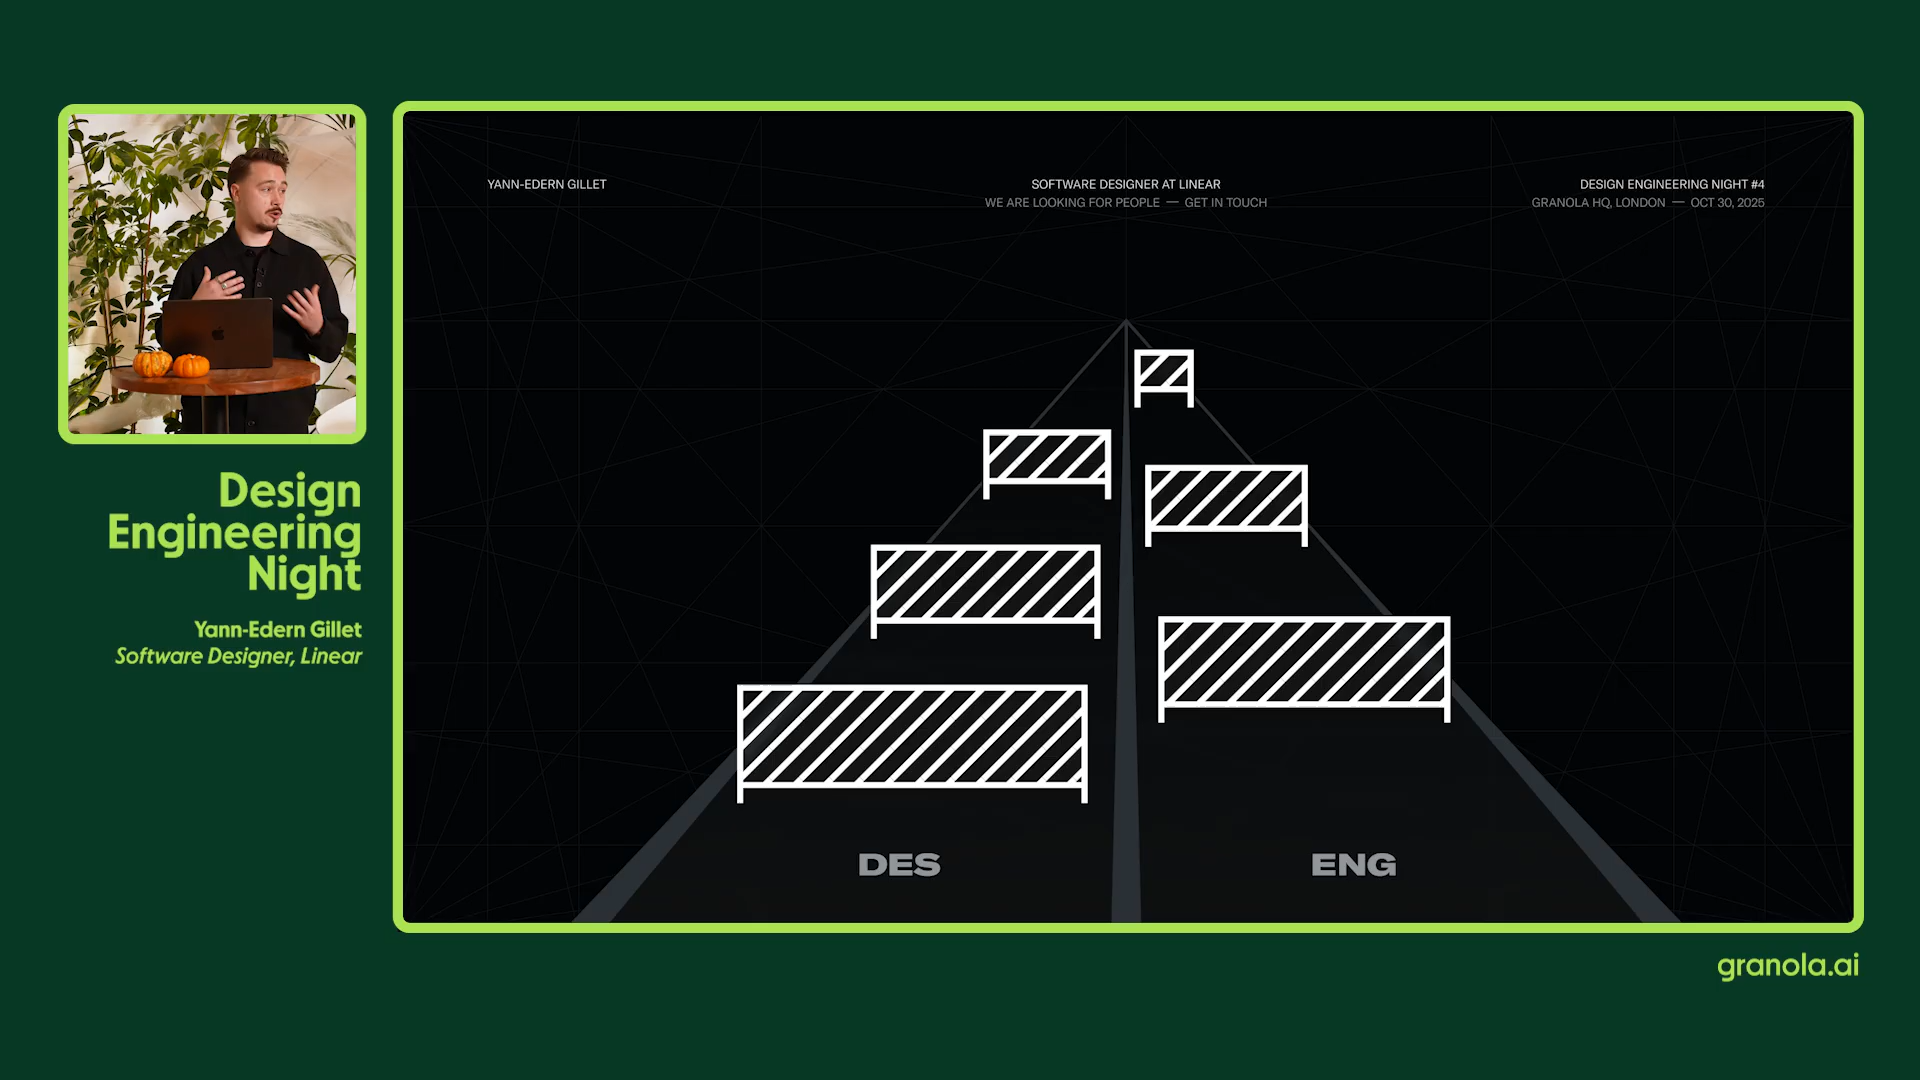 YANN-EDERN GILLET
SOFTWARE DESIGNER AT LINEAR
WE ARE LOOKING FOR PEOPLE — GET IN TOUCH
DESIGN ENGINEERING NIGHT #4
GRANOLA HQ, LONDON — OCT 30, 2025
Design
Engineering
Night
Yann-Edern Gillet
Software Designer, Linear
DES
ENG
granola.ai